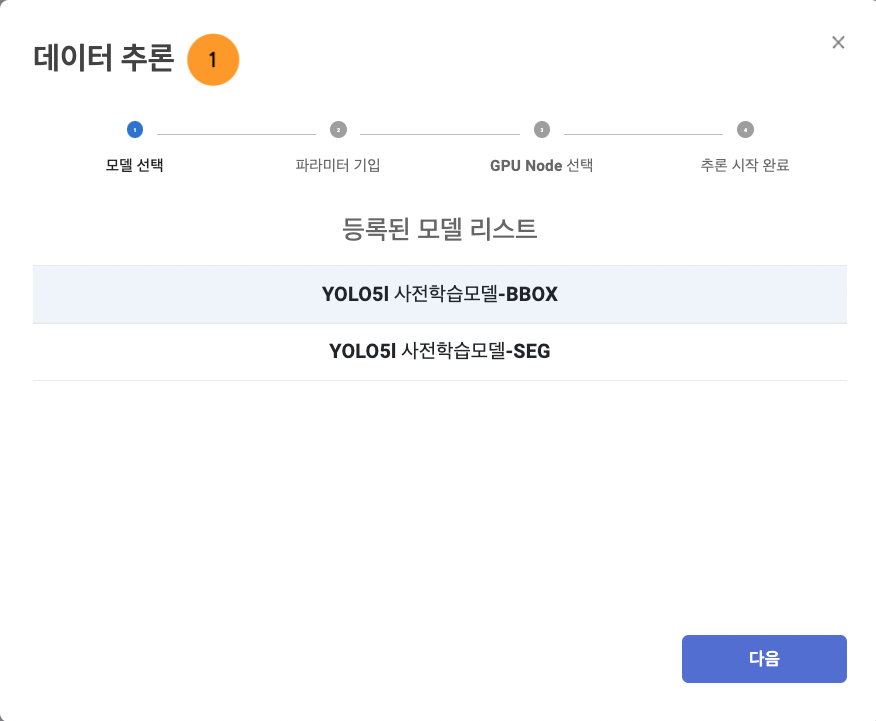 데이터 추론 1
×
1 2 3 4
모델 선택 파라미터 기입 GPU Node 선택 추론 시작 완료
등록된 모델 리스트
YOLO5l 사전학습모델-BBOX
YOLO5l 사전학습모델-SEG
다음